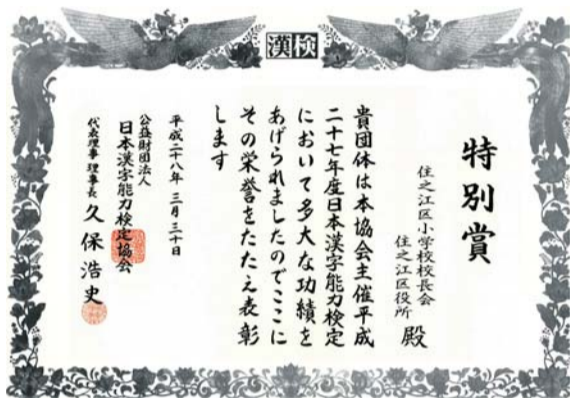 漢検
特別賞
住之江区小学校校長会
住之江区役所 殿
貴団体は本協会主催平成
二十七年度日本漢字能力検定
において多大な功績を
あげられましたのでここに
その栄誉をたたえ表彰
します
平成二十八年 三月 三十日
公益財団法人
日本漢字能力検定協会
代表理事 理事長 久保浩史